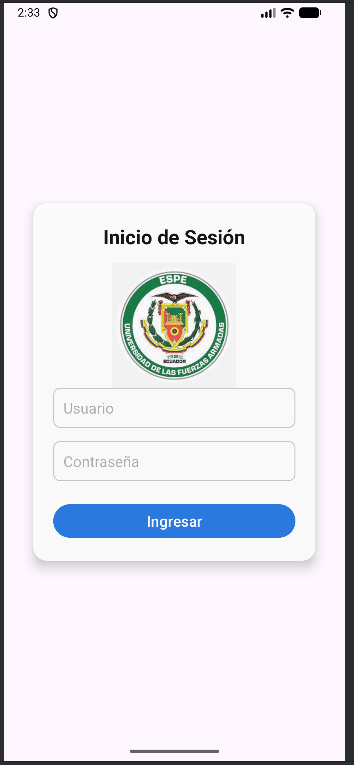 2:33
Inicio de Sesión
ESPE
UNIVERSIDAD DE LAS FUERZAS ARMADAS
ECUADOR
Usuario
Contraseña
Ingresar